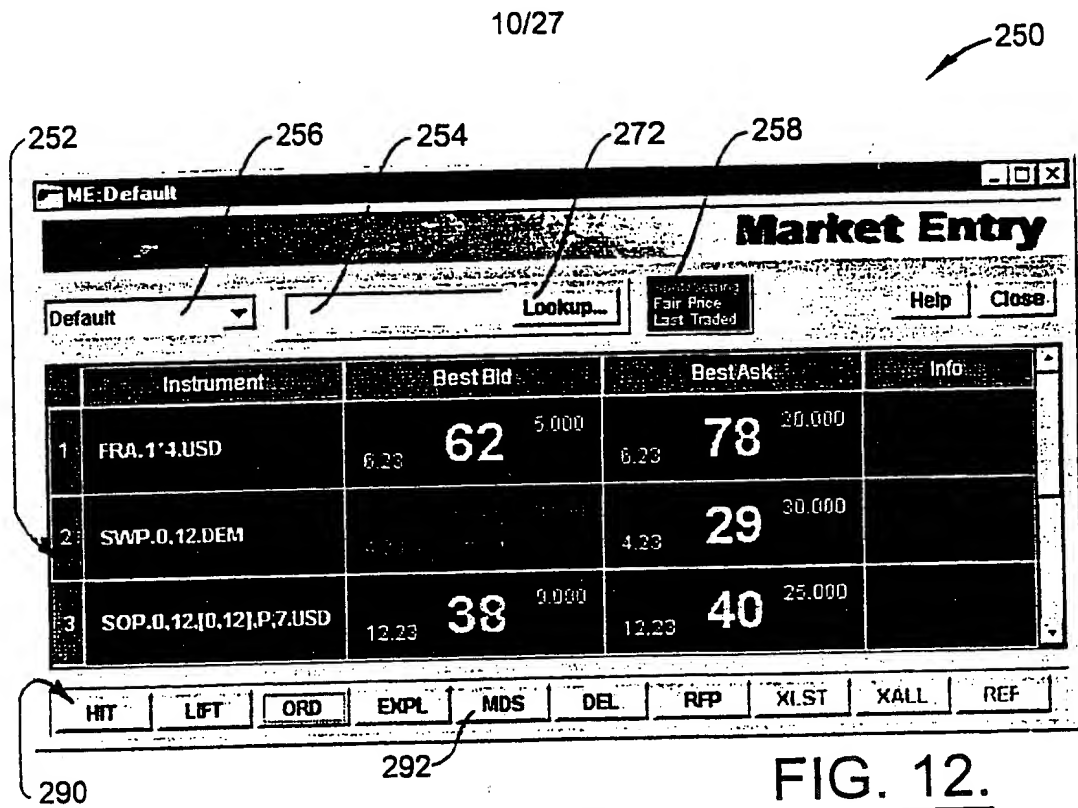 10/27
250
252 256 254 272 258
ME:Default
Market Entry
Default Lookup... Fair Price Help Close
Last Traded
Instrument Best Bid Best Ask Info
1 FRA.1*4.USD 6.23 62 5.000 6.23 78 20.000
2 SWP.0,12.DEM 4.23 29 30.000
3 SOP.0,12,[0,12],P,7.USD 12.23 38 9.000 12.23 40 25.000
HIT LIFT ORD EXPL MDS DEL RFP XLST XALL REF
290 292
FIG. 12.